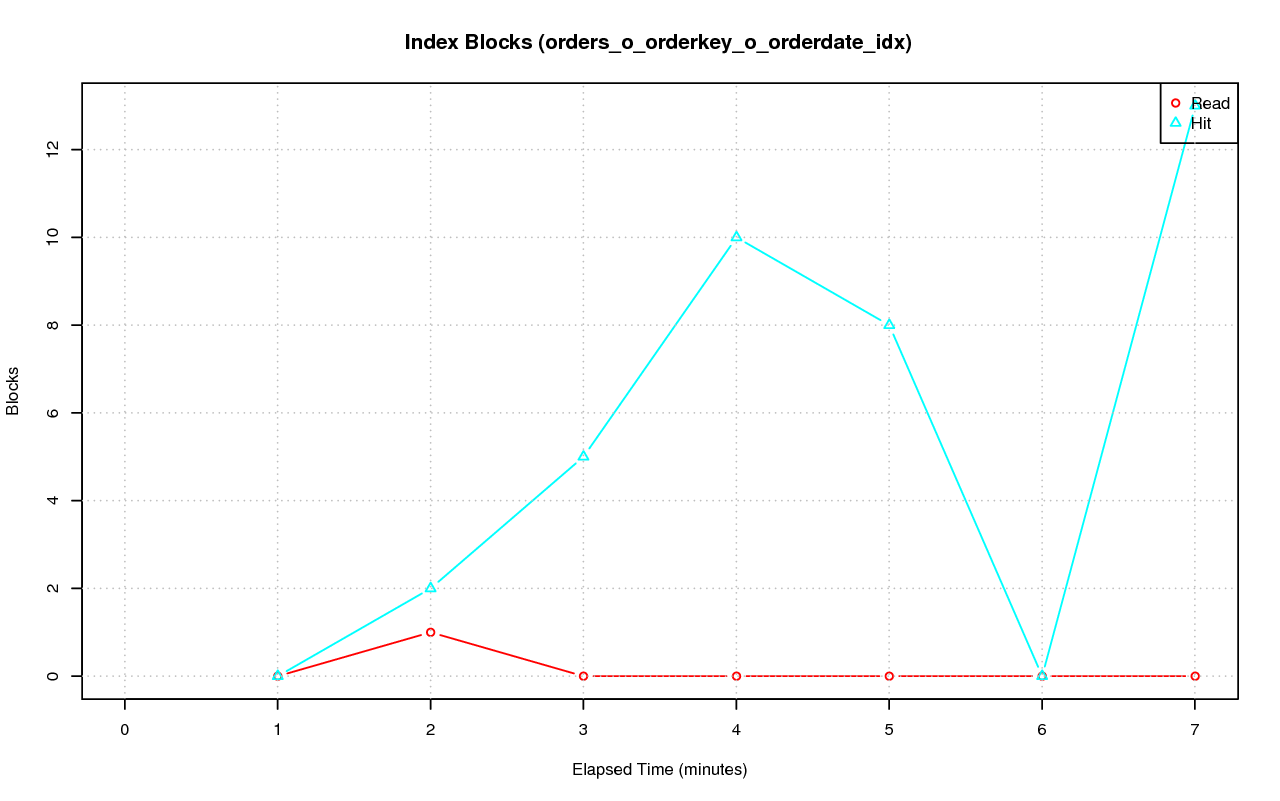 Index Blocks (orders_o_orderkey_o_orderdate_idx)
Read
Hit
12
10
8
6
4
2
0
Blocks
0 1 2 3 4 5 6 7
Elapsed Time (minutes)